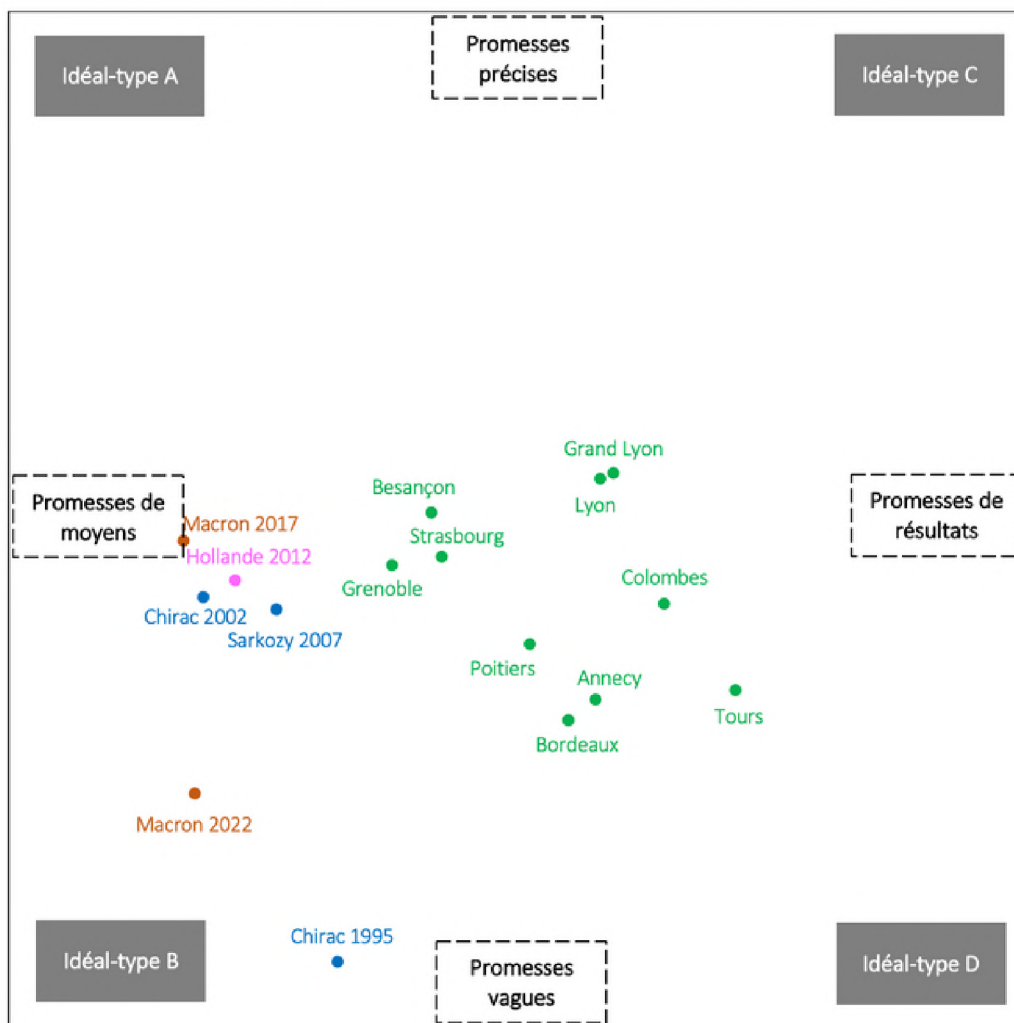 Promesses
précises
Idéal-type A
Idéal-type C
Grand Lyon
Besançon
Promesses de
moyens
Macron 2017
Lyon
Promesses de
résultats
Strasbourg
Hollande 2012
Grenoble
Colombes
Chirac 2002
Sarkozy 2007
Poitiers
Annecy
Tours
Bordeaux
Macron 2022
Chirac 1995
Idéal-type B
Idéal-type D
Promesses
vagues